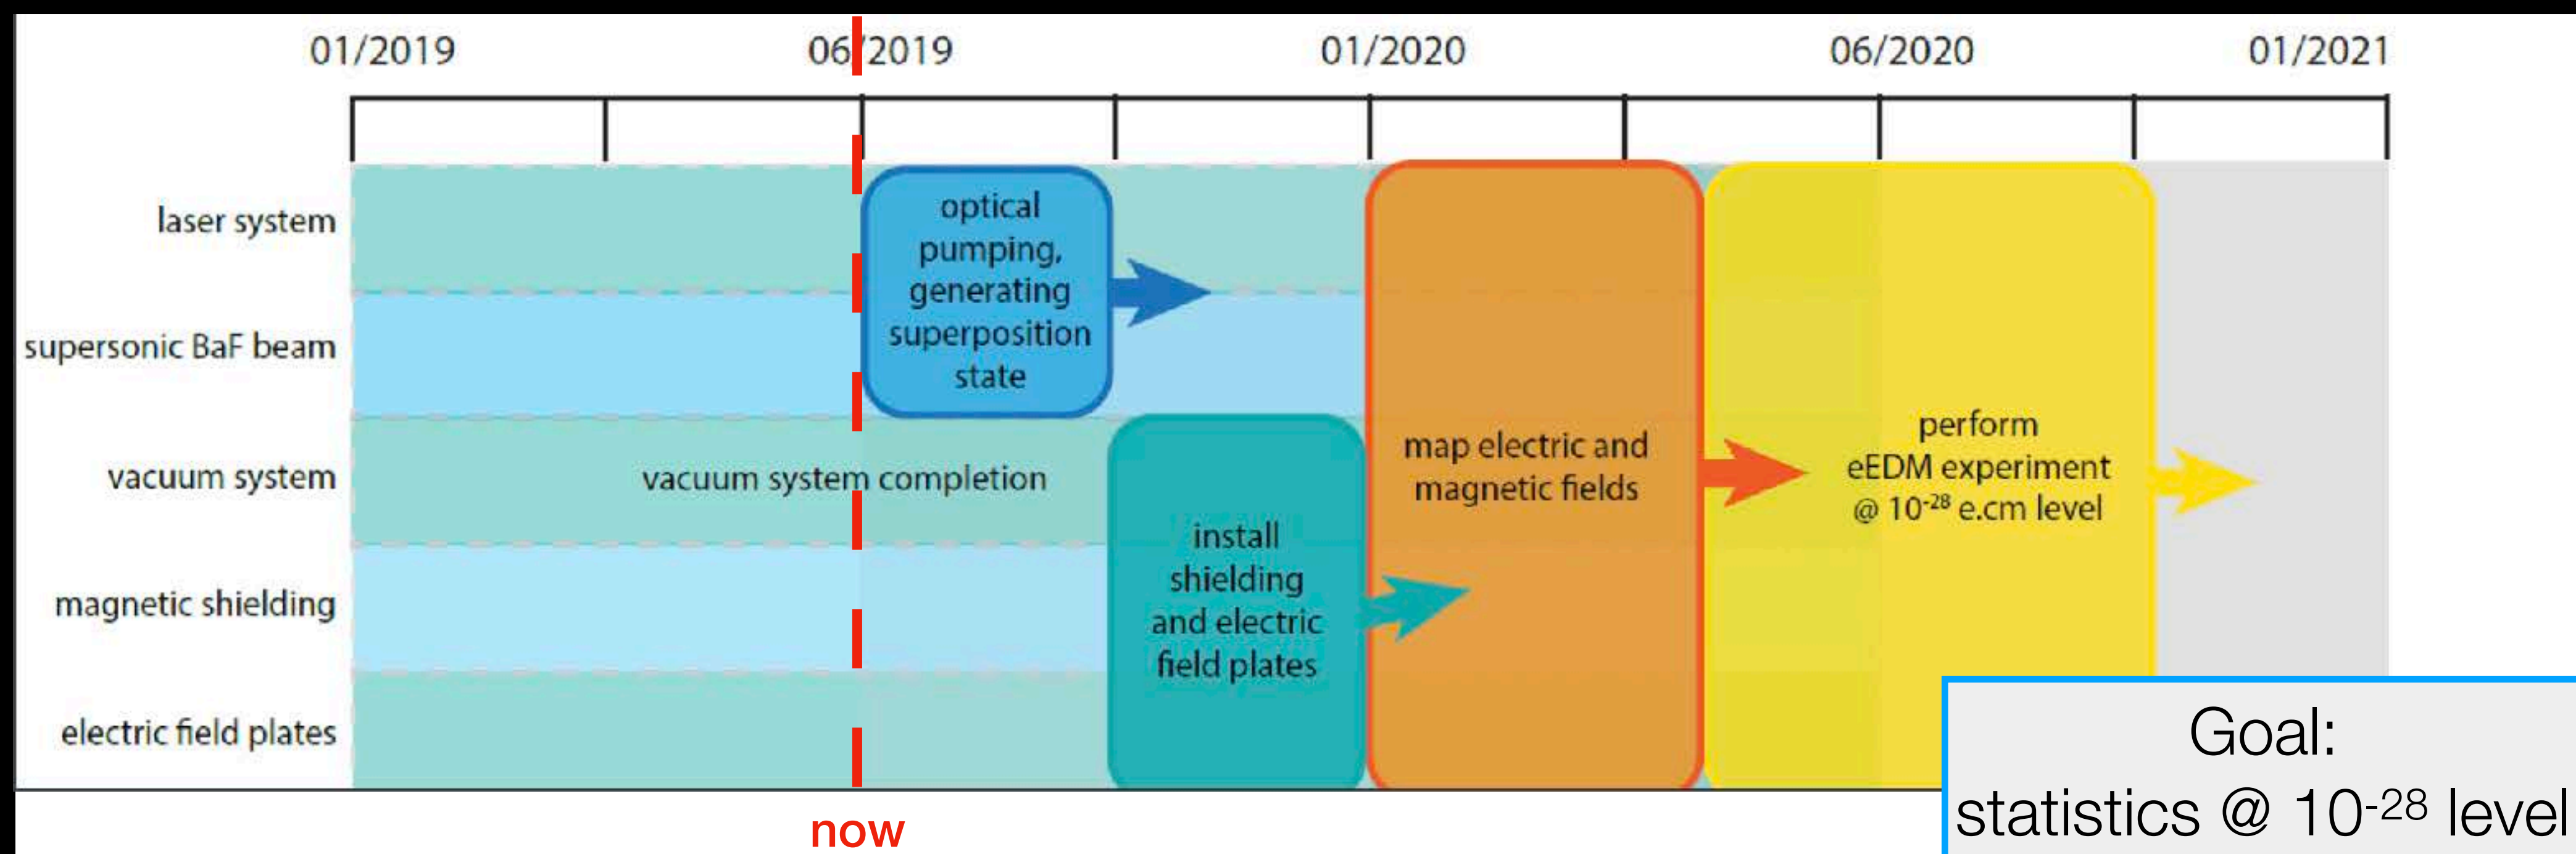 01/2019 06/2019 01/2020 06/2020 01/2021
laser system
supersonic BaF beam
vacuum system
magnetic shielding
electric field plates
optical
pumping,
generating
superposition
state
vacuum system completion
install
shielding
and electric
field plates
map electric and
magnetic fields
perform
eEDM experiment
@ 10⁻²⁸ e.cm level
now
Goal:
statistics @ 10⁻²⁸ level